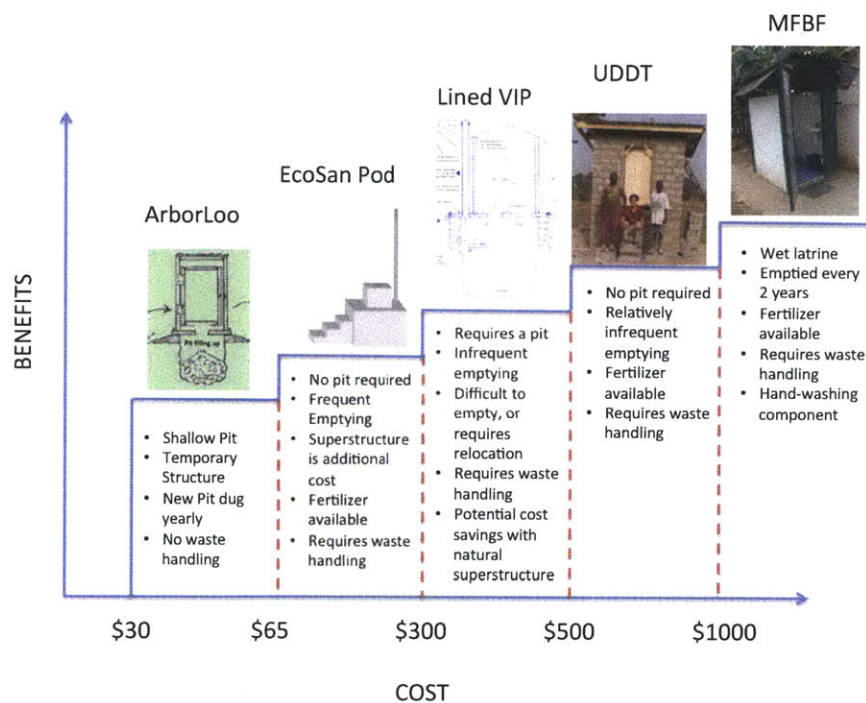 MFBF
UDDT
Lined VIP
EcoSan Pod
ArborLoo
BENEFITS
Pit filling up
• Shallow Pit
• Temporary
Structure
• New Pit dug
yearly
• No waste
handling
• No pit required
• Frequent
Emptying
• Superstructure
is additional
cost
• Fertilizer
available
• Requires waste
handling
• Requires a pit
• Infrequent
emptying
• Difficult to
empty, or
requires
relocation
• Requires waste
handling
• Potential cost
savings with
natural
superstructure
• No pit required
• Relatively
infrequent
emptying
• Fertilizer
available
• Requires waste
handling
• Wet latrine
• Emptied every
2 years
• Fertilizer
available
• Requires waste
handling
• Hand-washing
component
$30 $65 $300 $500 $1000
COST